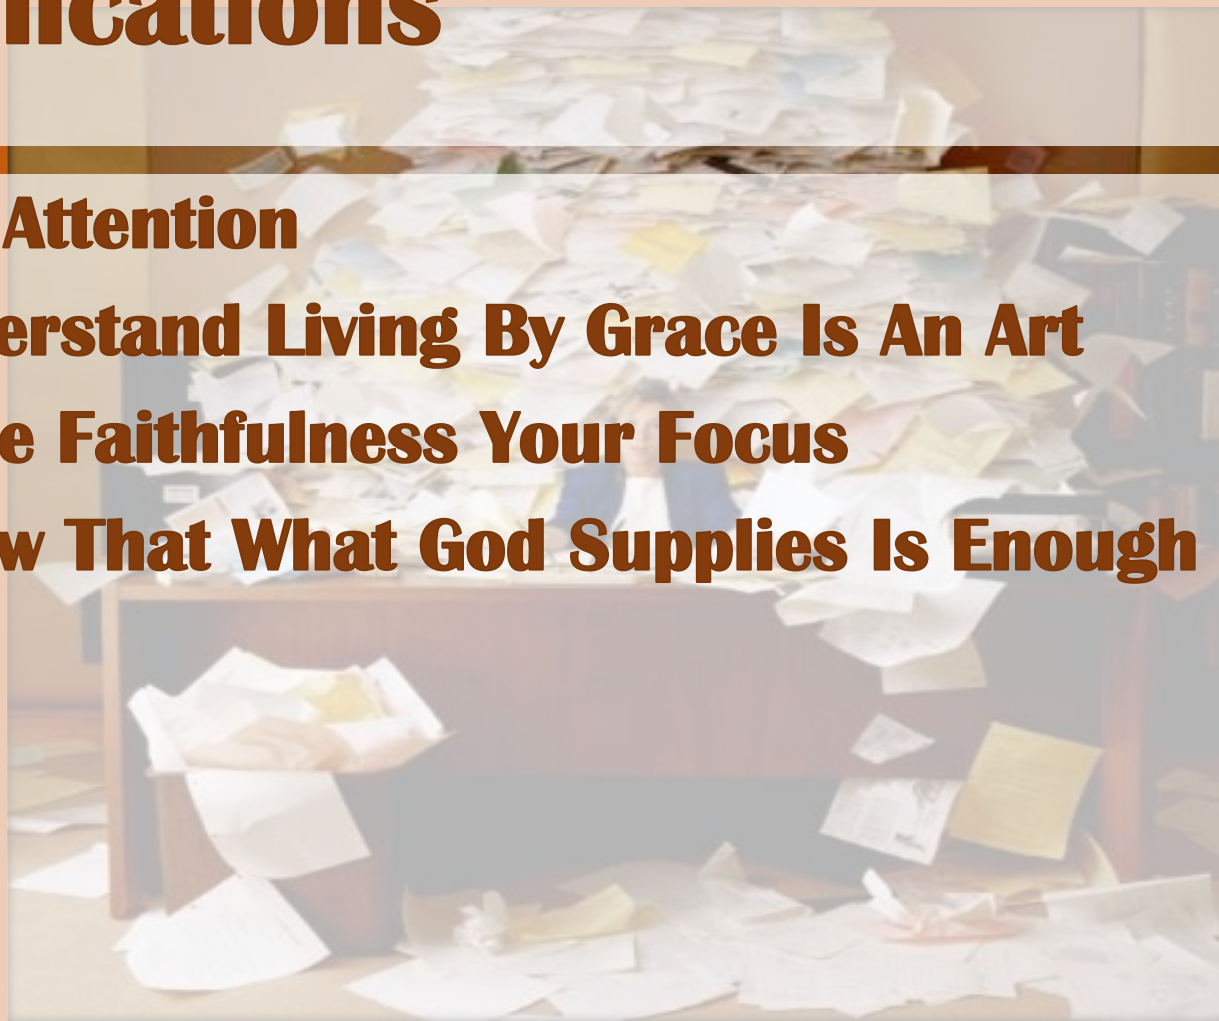 lications
Attention
erstand Living By Grace Is An Art
e Faithfulness Your Focus
w That What God Supplies Is Enough